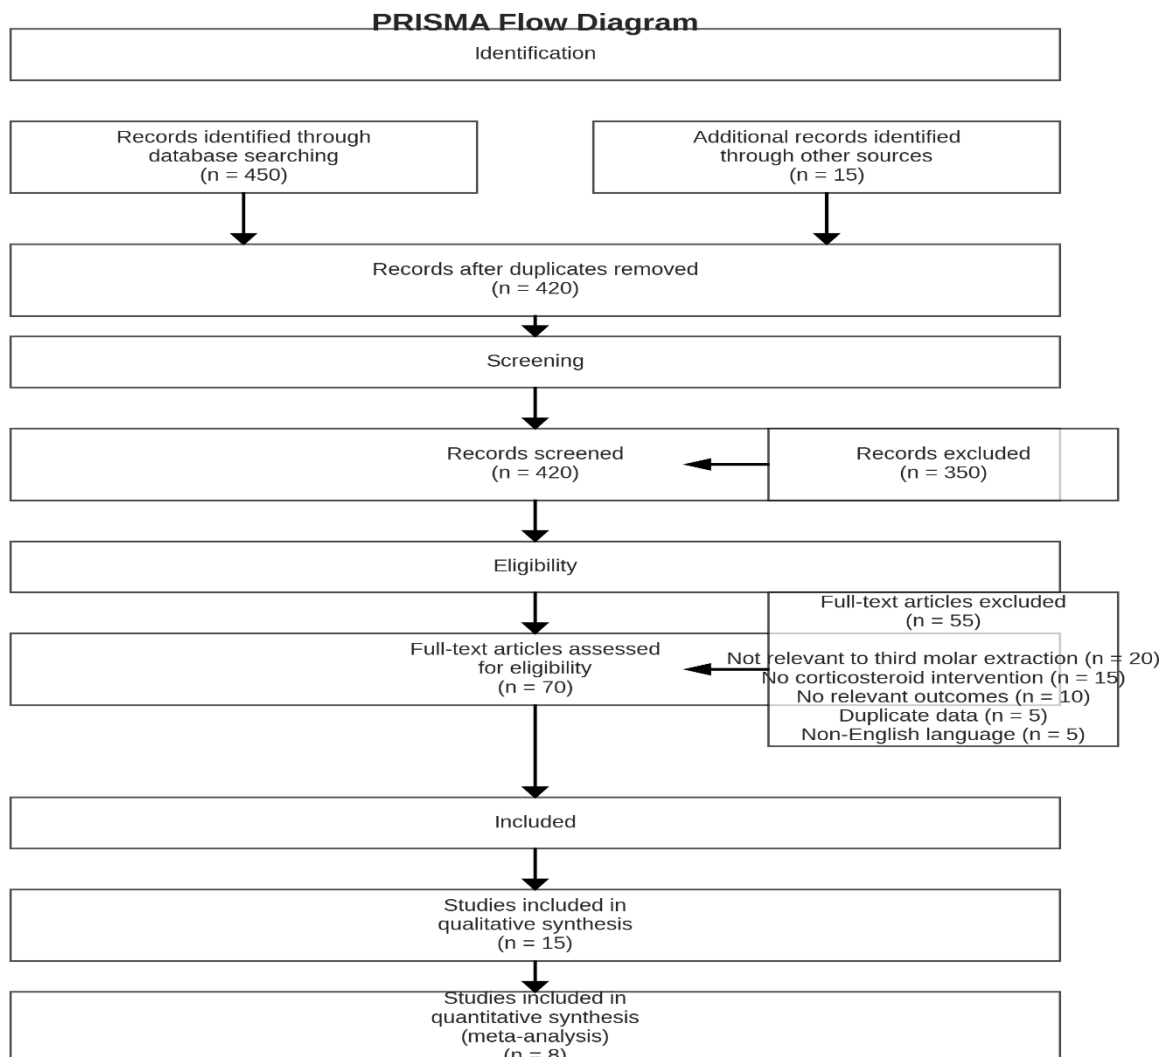 PRISMA Flow Diagram
Identification
Records identified through
database searching
(n = 450)
Additional records identified
through other sources
(n = 15)
Records after duplicates removed
(n = 420)
Screening
Records screened
(n = 420)
Records excluded
(n = 350)
Eligibility
Full-text articles assessed
for eligibility
(n = 70)
Full-text articles excluded
(n = 55)
Not relevant to third molar extraction (n = 20)
No corticosteroid intervention (n = 15)
No relevant outcomes (n = 10)
Duplicate data (n = 5)
Non-English language (n = 5)
Included
Studies included in
qualitative synthesis
(n = 15)
Studies included in
quantitative synthesis
(meta-analysis)
(n = 8)